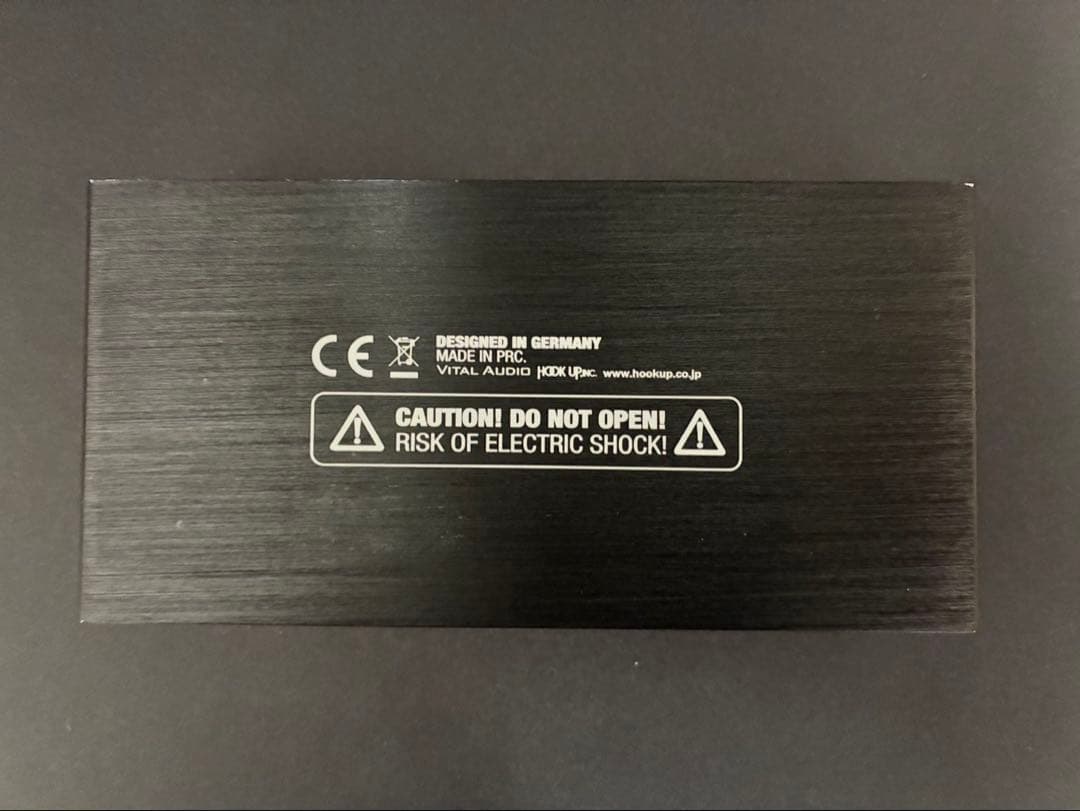 CE
DESIGNED IN GERMANY
MADE IN PRC.
VITAL AUDIO HOOK UP,INC. www.hookup.co.jp
CAUTION! DO NOT OPEN!
RISK OF ELECTRIC SHOCK!